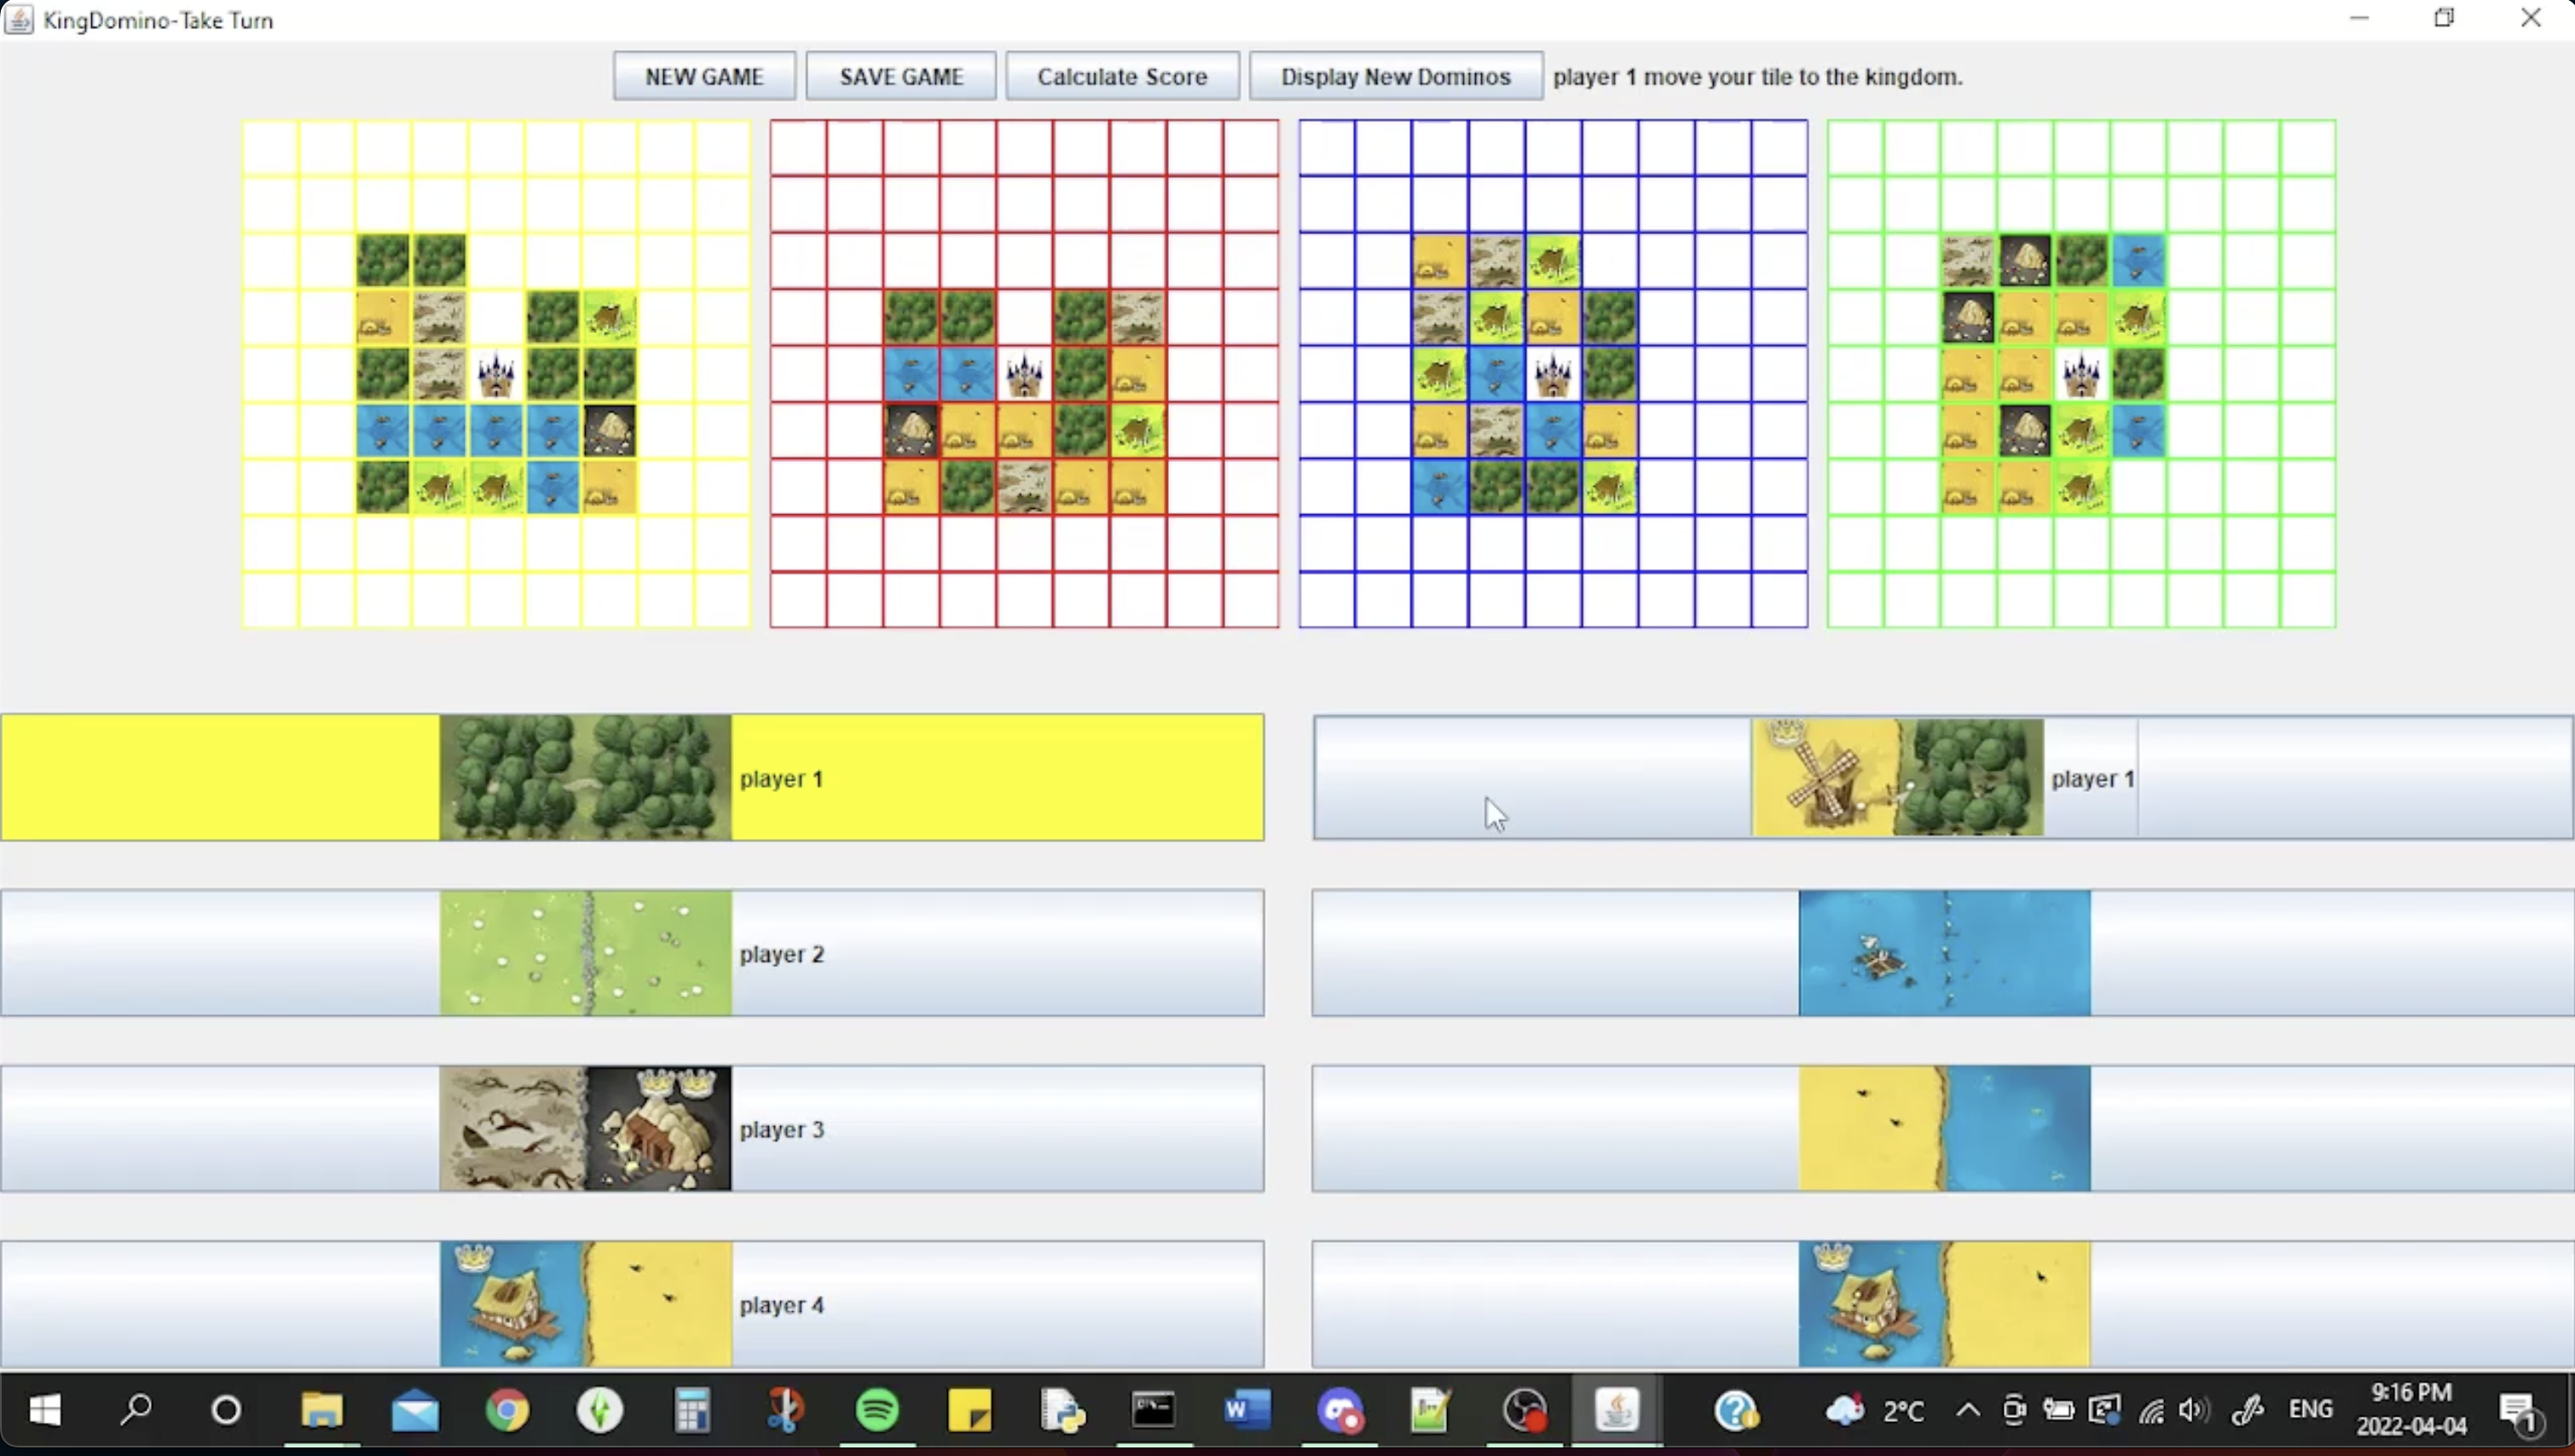 KingDomino-Take Turn
NEW GAME
SAVE GAME
Calculate Score
Display New Dominos
player 1 move your tile to the kingdom.
player 1
player 1
player 2
player 3
player 4
2°C
ENG
9:16 PM
2022-04-04
1